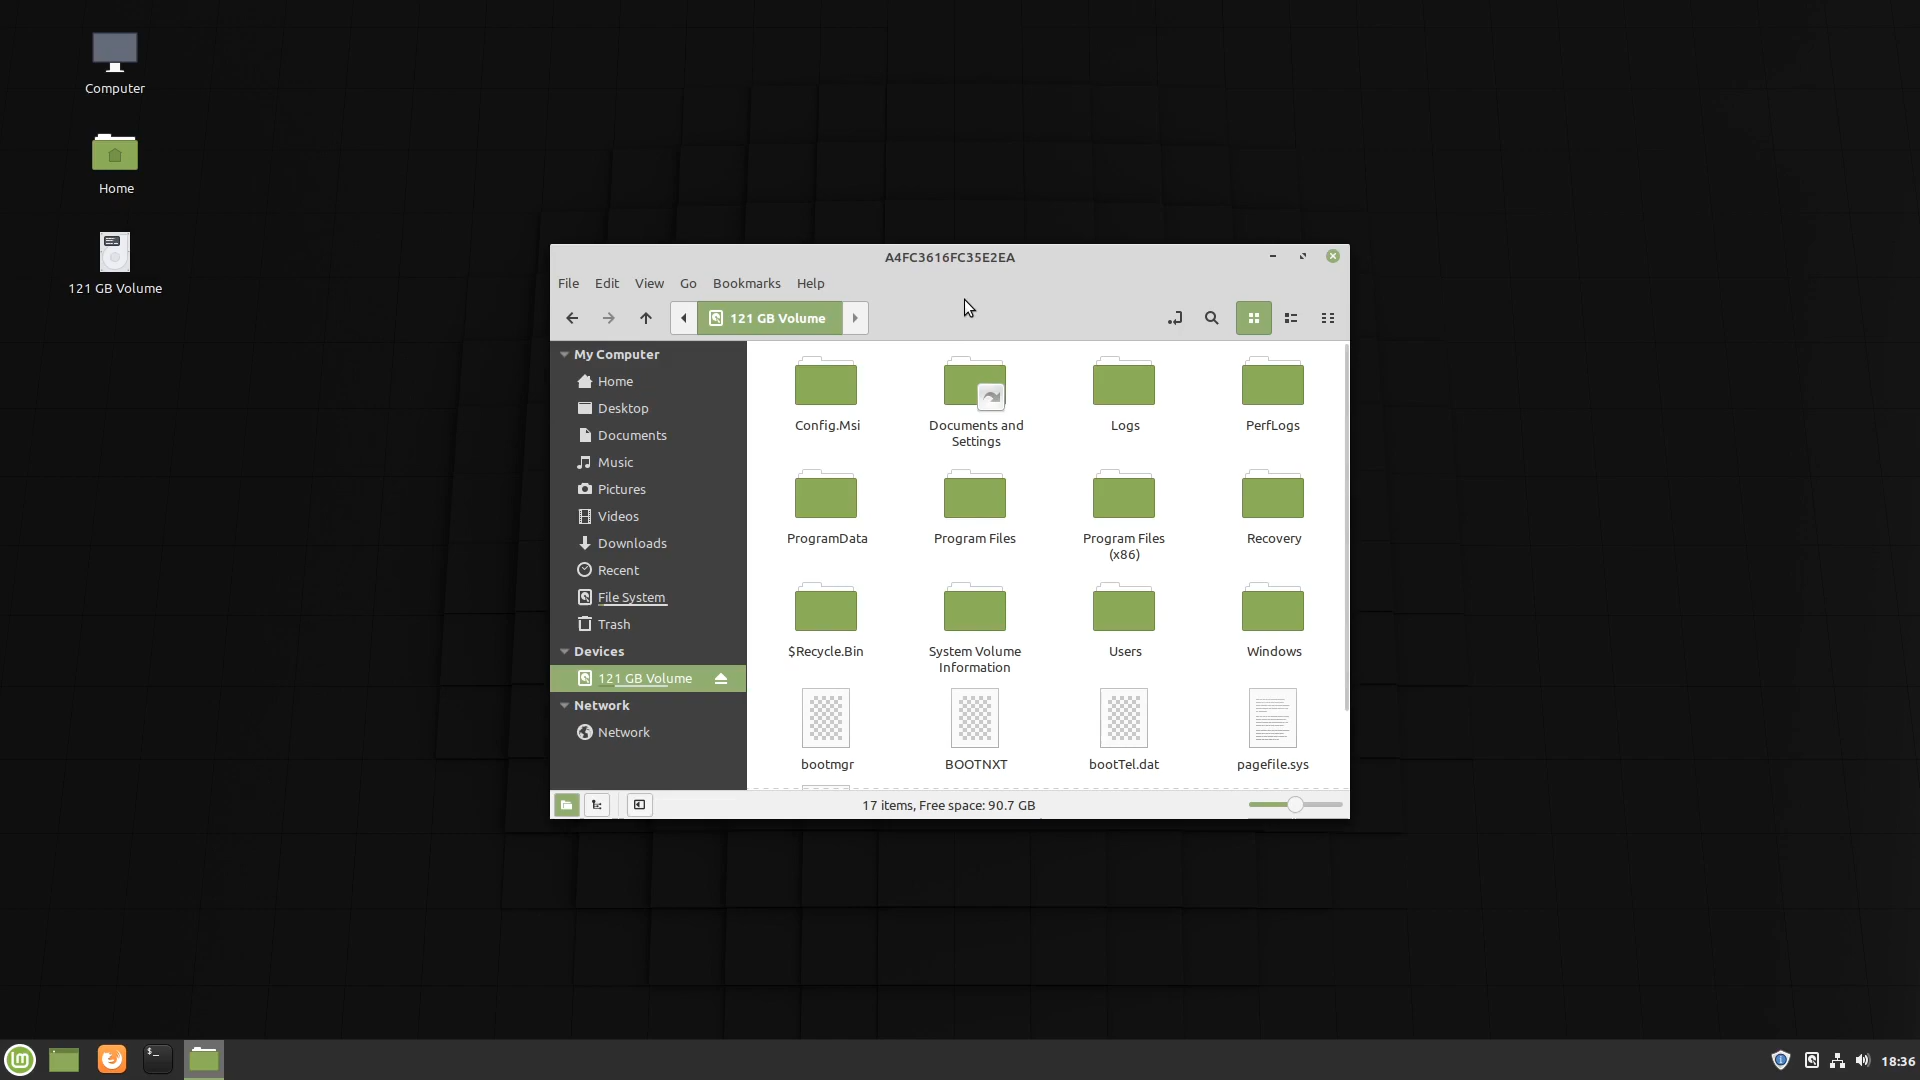 Computer
Home
121 GB Volume
A4FC3616FC35E2EA
File Edit View Go Bookmarks Help
121 GB Volume
My Computer
Home
Desktop
Documents
Music
Pictures
Videos
Downloads
Recent
File System
Trash
Devices
121 GB Volume
Network
Network
Config.Msi
Documents and
Settings
Logs
PerfLogs
ProgramData
Program Files
Program Files
(x86)
Recovery
$Recycle.Bin
System Volume
Information
Users
Windows
bootmgr
BOOTNXT
bootTel.dat
pagefile.sys
17 items, Free space: 90.7 GB
$_
18:36